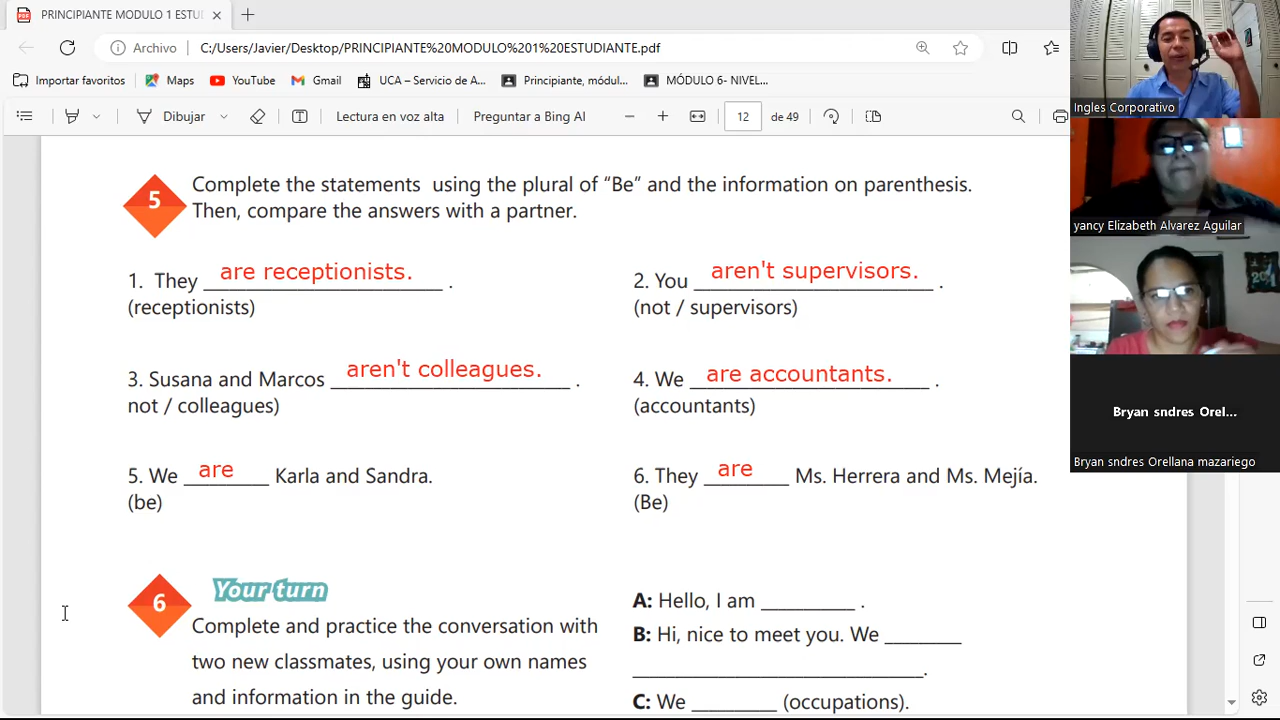 PRINCIPIANTE MODULO 1 ESTU
Archivo C:/Users/Javier/Desktop/PRINCIPIANTE%20MODULO%201%20ESTUDIANTE.pdf
Importar favoritos Maps YouTube Gmail UCA – Servicio de A... Principiante, módul... MÓDULO 6- NIVEL...
Dibujar Lectura en voz alta Preguntar a Bing AI 12 de 49
5 Complete the statements using the plural of “Be” and the information on parenthesis.
Then, compare the answers with a partner.
1. They are receptionists. .
(receptionists)
2. You aren't supervisors. .
(not / supervisors)
3. Susana and Marcos aren't colleagues. .
not / colleagues)
4. We are accountants. .
(accountants)
5. We are Karla and Sandra.
(be)
6. They are Ms. Herrera and Ms. Mejía.
(Be)
6 Your turn
Complete and practice the conversation with
two new classmates, using your own names
and information in the guide.
A: Hello, I am __________ .
B: Hi, nice to meet you. We _________
__________________________________.
C: We __________ (occupations).
Ingles Corporativo
yancy Elizabeth Alvarez Aguilar
Bryan sndres Orel...
Bryan sndres Orellana mazariego